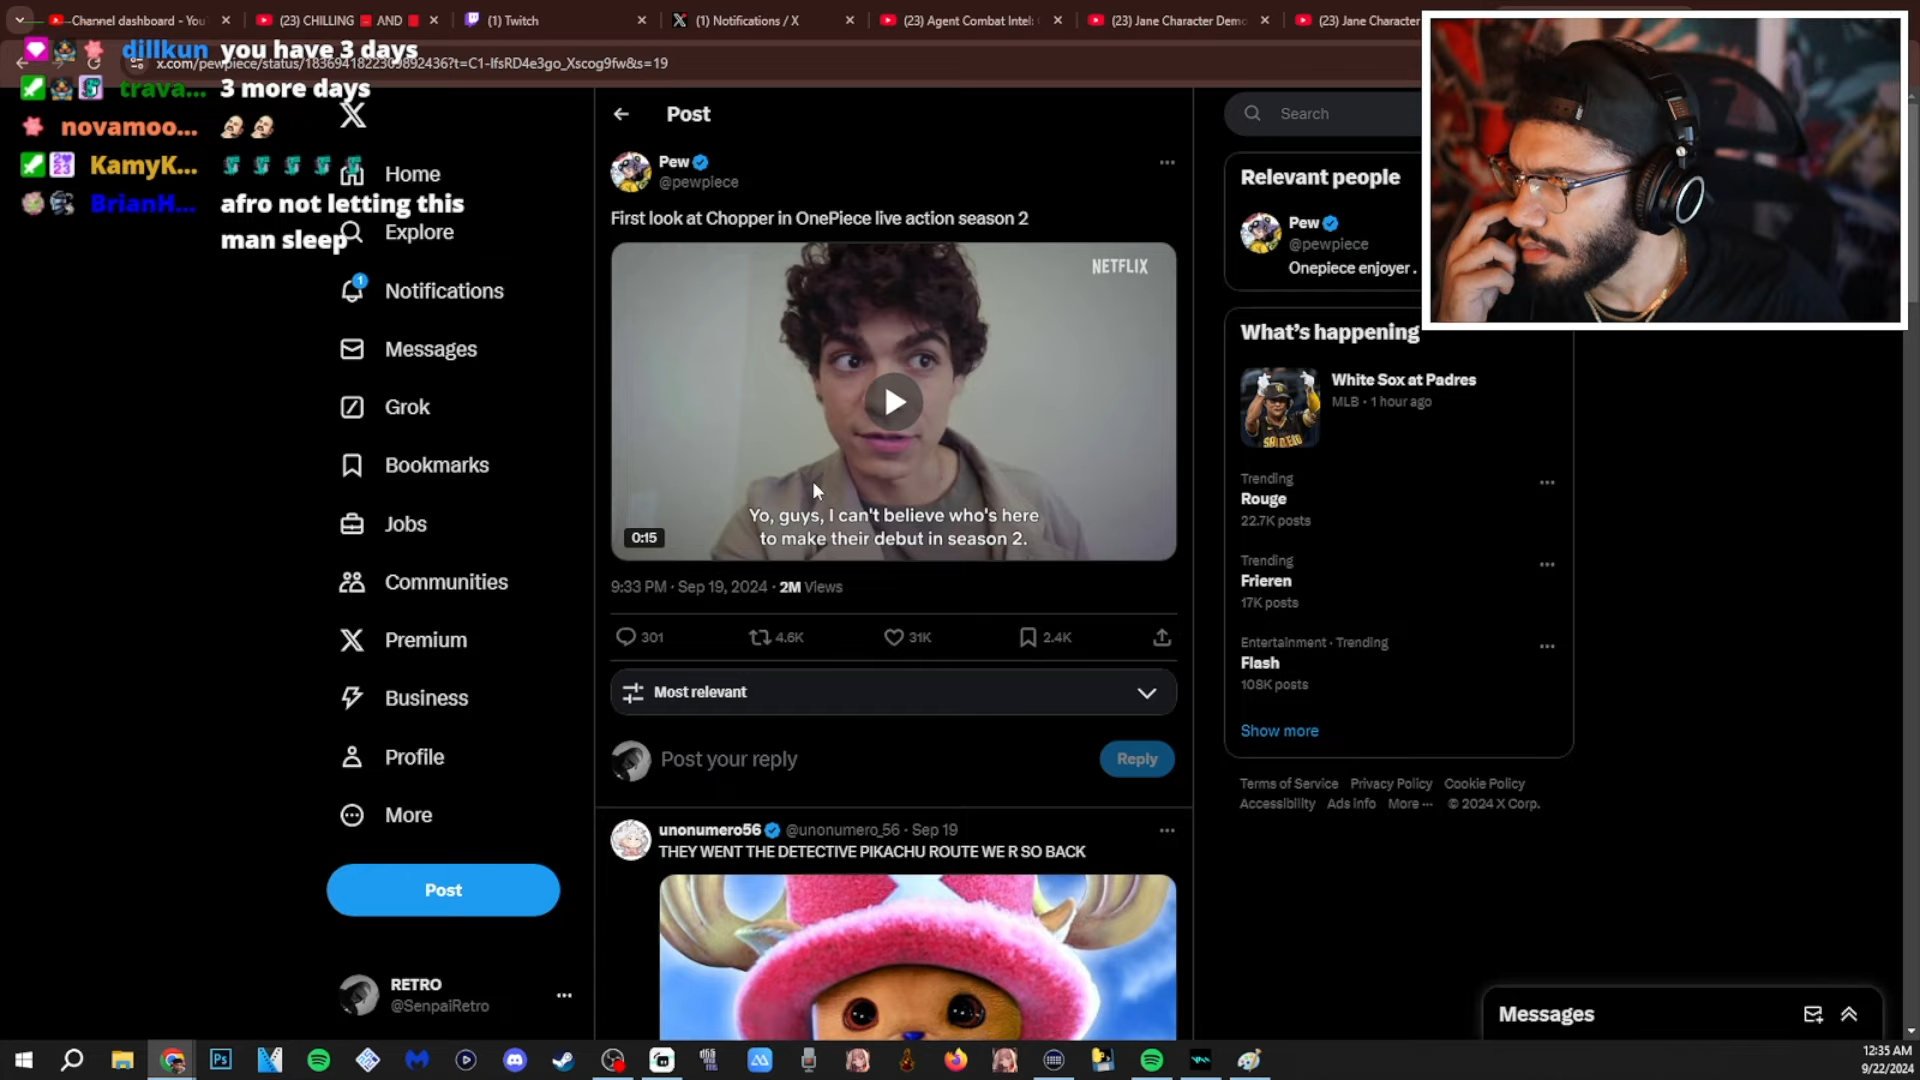 Channel dashboard - You
(23) CHILLING AND
(1) Twitch
(1) Notifications / X
(23) Agent Combat Intel:
(23) Jane Character Demo
(23) Jane Character
x.com/pewpiece/status/1836941822309892436?t=C1-IfsRD4e3go_Xscog9fw&s=19
dillkun you have 3 days
trava... 3 more days
novamoo...
KamyK...
BrianH... afro not letting this
man sleep
Home
Explore
1
Notifications
Messages
Grok
Bookmarks
Jobs
Communities
Premium
Business
Profile
More
Post
RETRO
@SenpaiRetro
Post
Pew
@pewpiece
First look at Chopper in OnePiece live action season 2
NETFLIX
Yo, guys, I can't believe who's here
to make their debut in season 2.
0:15
9:33 PM · Sep 19, 2024 · 2M Views
301
4.6K
31K
2.4K
Most relevant
Post your reply
Reply
unonumero56 @unonumero_56 · Sep 19
THEY WENT THE DETECTIVE PIKACHU ROUTE WE R SO BACK
Search
Relevant people
Pew
@pewpiece
Onepiece enjoyer .
What's happening
White Sox at Padres
MLB · 1 hour ago
Trending
Rouge
22.7K posts
Trending
Frieren
17K posts
Entertainment · Trending
Flash
108K posts
Show more
Terms of Service Privacy Policy Cookie Policy
Accessibility Ads info More ··· © 2024 X Corp.
Messages
12:35 AM
9/22/2024